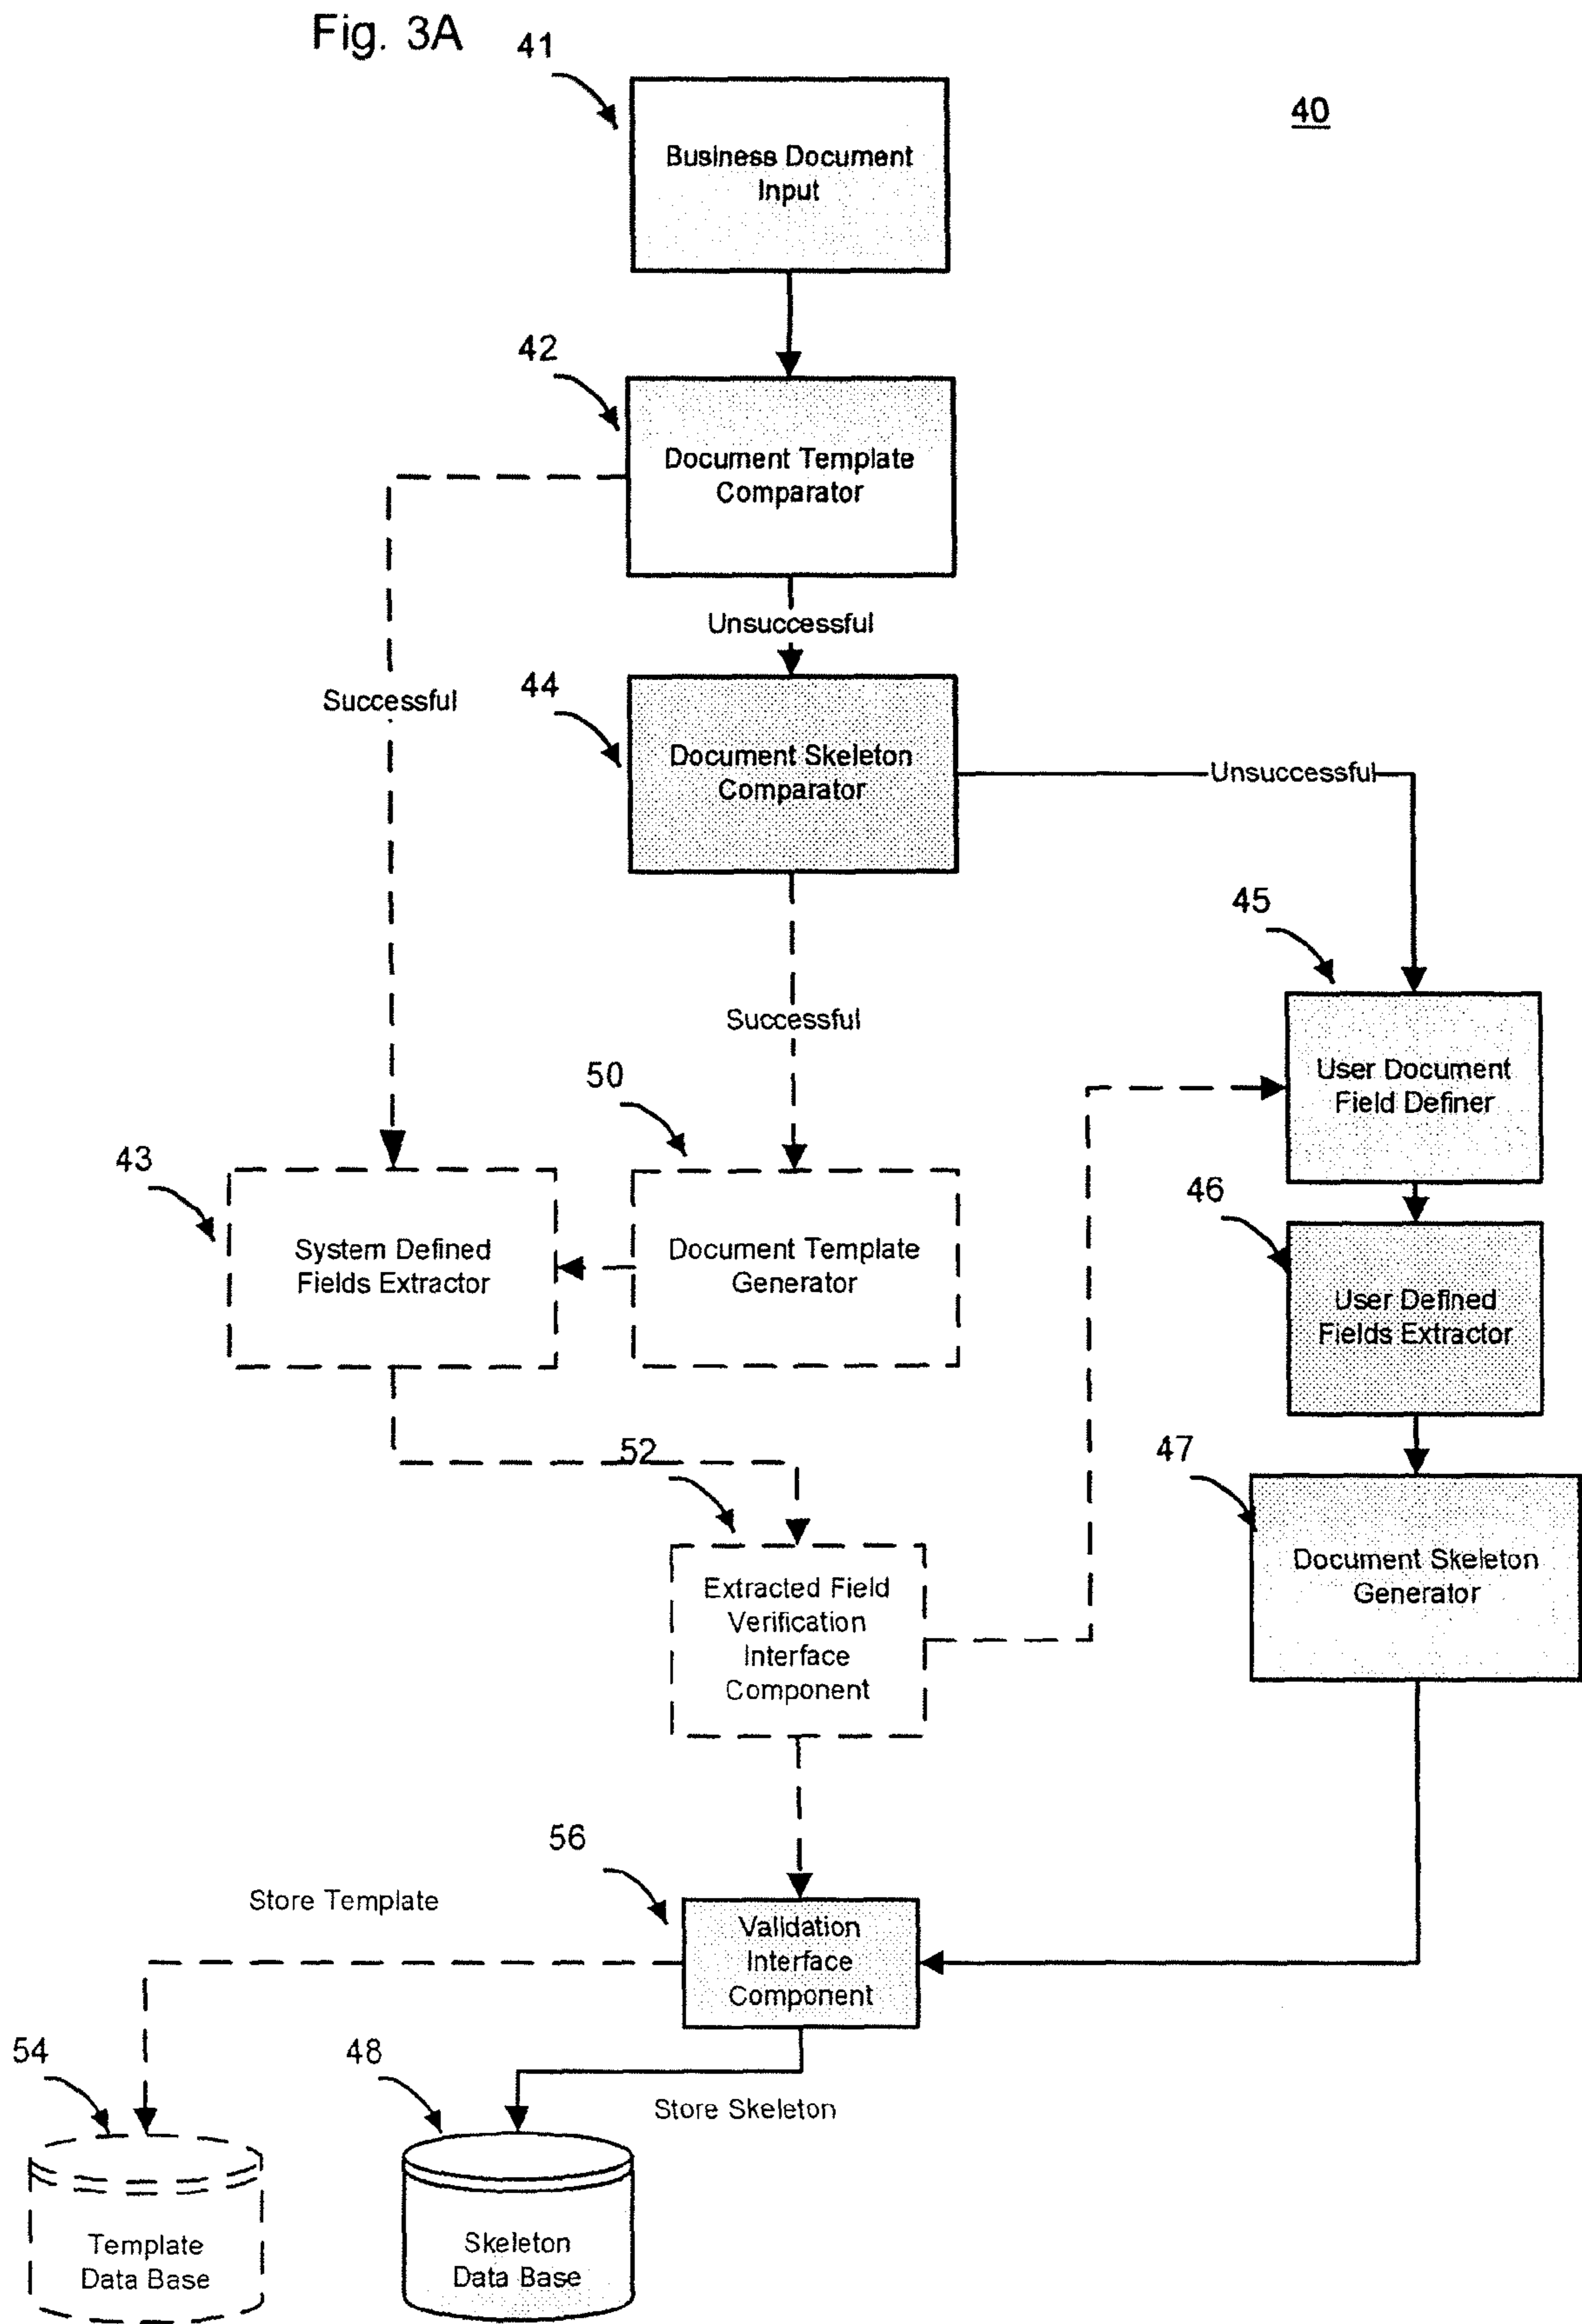 Fig. 3A
41
40
Business Document
Input
42
Document Template
Comparator
Unsuccessful
Successful
44
Document Skeleton
Comparator
Unsuccessful
45
Successful
User Document
Field Definer
50
43
System Defined
Fields Extractor
Document Template
Generator
46
User Defined
Fields Extractor
52
47
Extracted Field
Verification
Interface
Component
Document Skeleton
Generator
56
Store Template
Validation
Interface
Component
54
48
Store Skeleton
Template
Data Base
Skeleton
Data Base